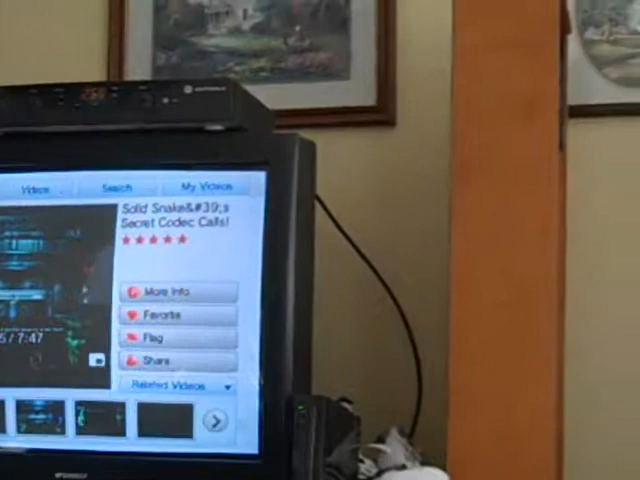 MOTOROLA
Videos
Search
My Videos
Solid Snake&#39;s
Secret Codec Calls!
More Info
Favorite
5 / 7:47
Flag
Share
Related Videos